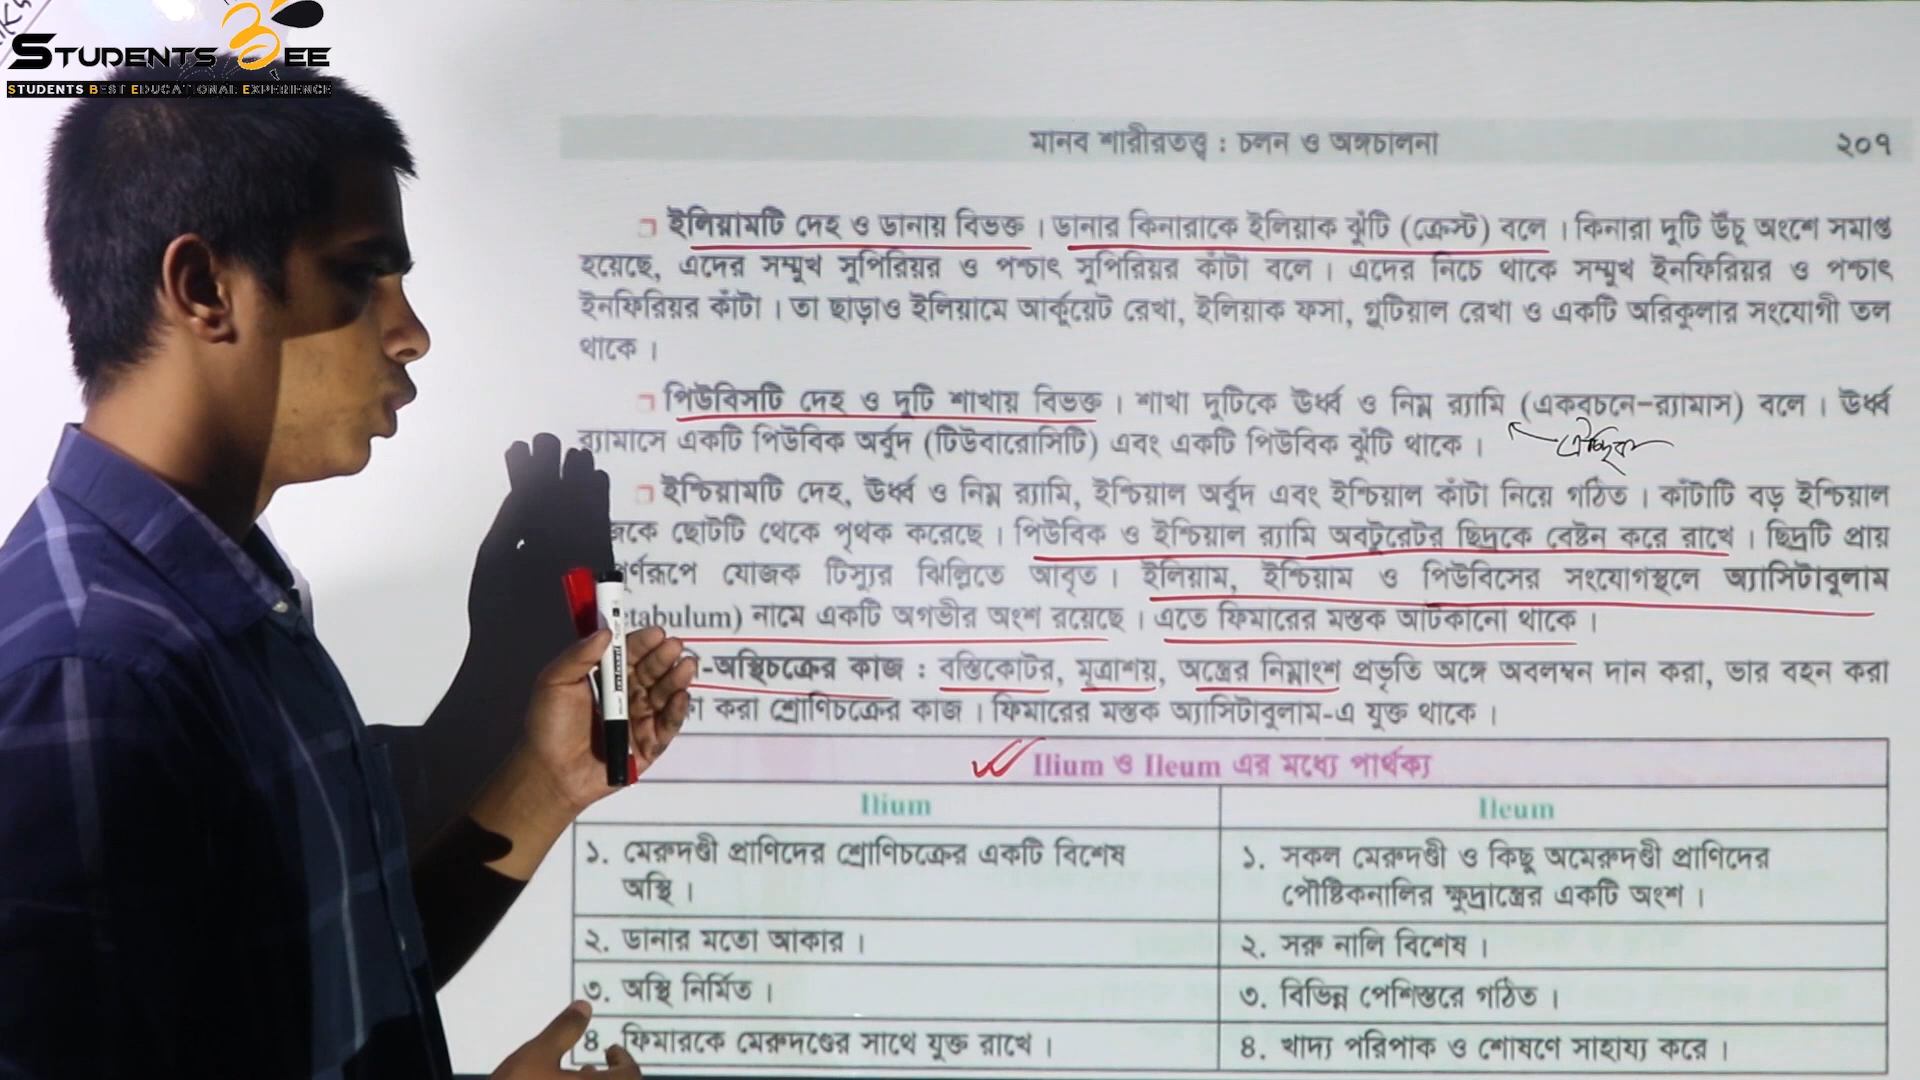 STUDENTS BEE
STUDENTS BEST EDUCATIONAL EXPERIENCE
মানব শারীরতত্ত্ব : চলন ও অঙ্গচালনা ২০৭
ইলিয়ামটি দেহ ও ডানায় বিভক্ত। ডানার কিনারাকে ইলিয়াক ঝুঁটি (ক্রেস্ট) বলে। কিনারা দুটি উঁচু অংশে সমাপ্ত
হয়েছে, এদের সম্মুখ সুপিরিয়র ও পশ্চাৎ সুপিরিয়র কাঁটা বলে। এদের নিচে থাকে সম্মুখ ইনফিরিয়র ও পশ্চাৎ
ইনফিরিয়র কাঁটা। তা ছাড়াও ইলিয়ামে আর্কুয়েট রেখা, ইলিয়াক ফসা, গ্লুটিয়াল রেখা ও একটি অরিকুলার সংযোগী তল
থাকে।
পিউবিসটি দেহ ও দুটি শাখায় বিভক্ত। শাখা দুটিকে ঊর্ধ্ব ও নিম্ন র‍্যামি (একবচনে-র‍্যামাস) বলে। ঊর্ধ্ব
র‍্যামাসে একটি পিউবিক অর্বুদ (টিউবারোসিটি) এবং একটি পিউবিক ঝুঁটি থাকে।
ইশ্চিয়ামটি দেহ, ঊর্ধ্ব ও নিম্ন র‍্যামি, ইশ্চিয়াল অর্বুদ এবং ইশ্চিয়াল কাঁটা নিয়ে গঠিত। কাঁটাটি বড় ইশ্চিয়াল
ছোটটি থেকে পৃথক করেছে। পিউবিক ও ইশ্চিয়াল র‍্যামি অবটুরেটর ছিদ্রকে বেষ্টন করে রাখে। ছিদ্রটি প্রায়
যোজক টিস্যুর ঝিল্লিতে আবৃত। ইলিয়াম, ইশ্চিয়াম ও পিউবিসের সংযোগস্থলে অ্যাসিটাবুলাম
tabulum) নামে একটি অগভীর অংশ রয়েছে। এতে ফিমারের মস্তক আটকানো থাকে।
-অস্থিচক্রের কাজ : বস্তিকোটর, মূত্রাশয়, অন্ত্রের নিম্নাংশ প্রভৃতি অঙ্গে অবলম্বন দান করা, ভার বহন করা
করা শ্রোণিচক্রের কাজ। ফিমারের মস্তক অ্যাসিটাবুলাম-এ যুক্ত থাকে।
Ilium ও Ileum এর মধ্যে পার্থক্য
Ilium Ileum
১. মেরুদণ্ডী প্রাণিদের শ্রোণিচক্রের একটি বিশেষ
অস্থি।
১. সকল মেরুদণ্ডী ও কিছু অমেরুদণ্ডী প্রাণিদের
পৌষ্টিকনালির ক্ষুদ্রান্ত্রের একটি অংশ।
২. ডানার মতো আকার।
২. সরু নালি বিশেষ।
৩. অস্থি নির্মিত।
৩. বিভিন্ন পেশিস্তরে গঠিত।
৪. ফিমারকে মেরুদণ্ডের সাথে যুক্ত রাখে।
৪. খাদ্য পরিপাক ও শোষণে সাহায্য করে।